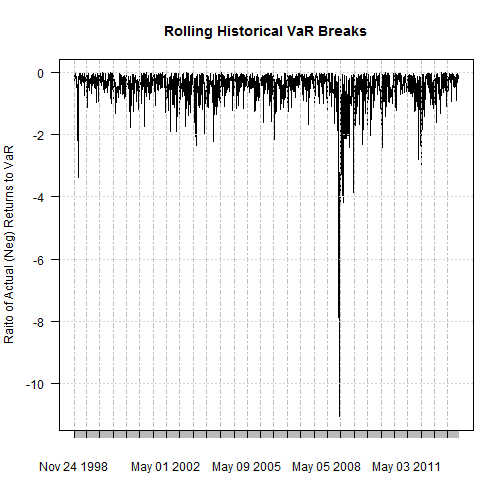 Rolling Historical VaR Breaks
Raito of Actual (Neg) Returns to VaR
0
-2
-4
-6
-8
-10
Nov 24 1998 May 01 2002 May 09 2005 May 05 2008 May 03 2011